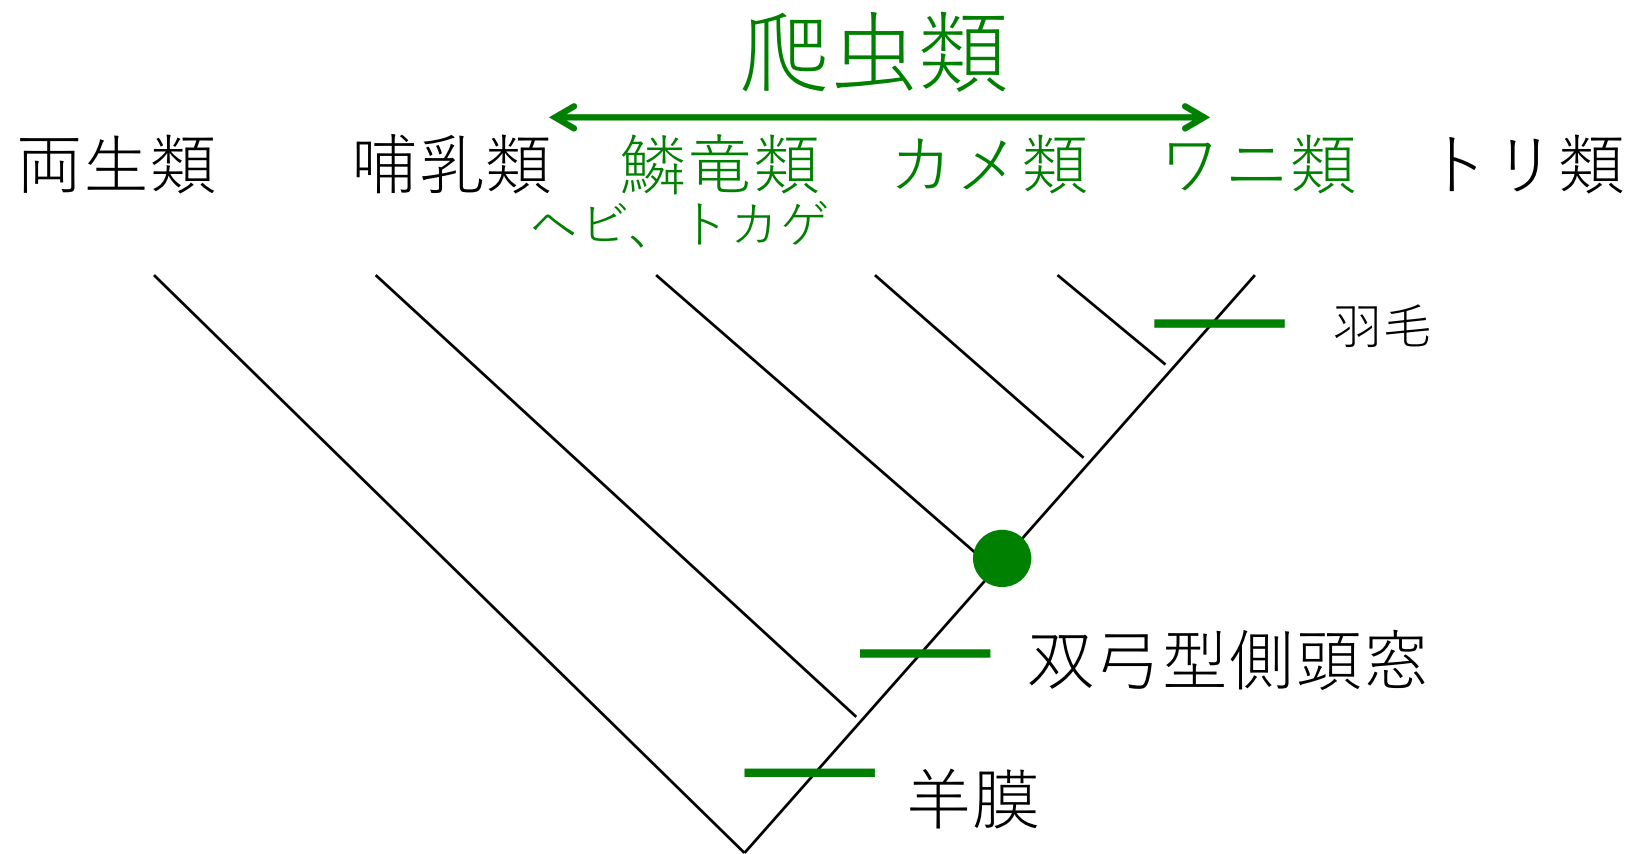 爬虫類
両生類 哺乳類 鱗竜類 カメ類 ワニ類 トリ類
ヘビ、トカゲ
羽毛
双弓型側頭窓
羊膜